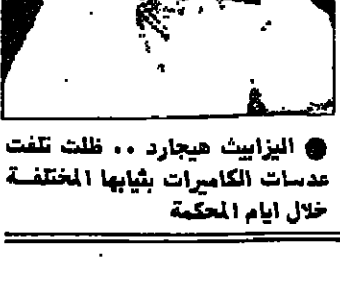 ● اليزابيث هيجارد .. ظلت تلفت
عدسات الكاميرات بثيابها المختلفة
خلال ايام المحكمة